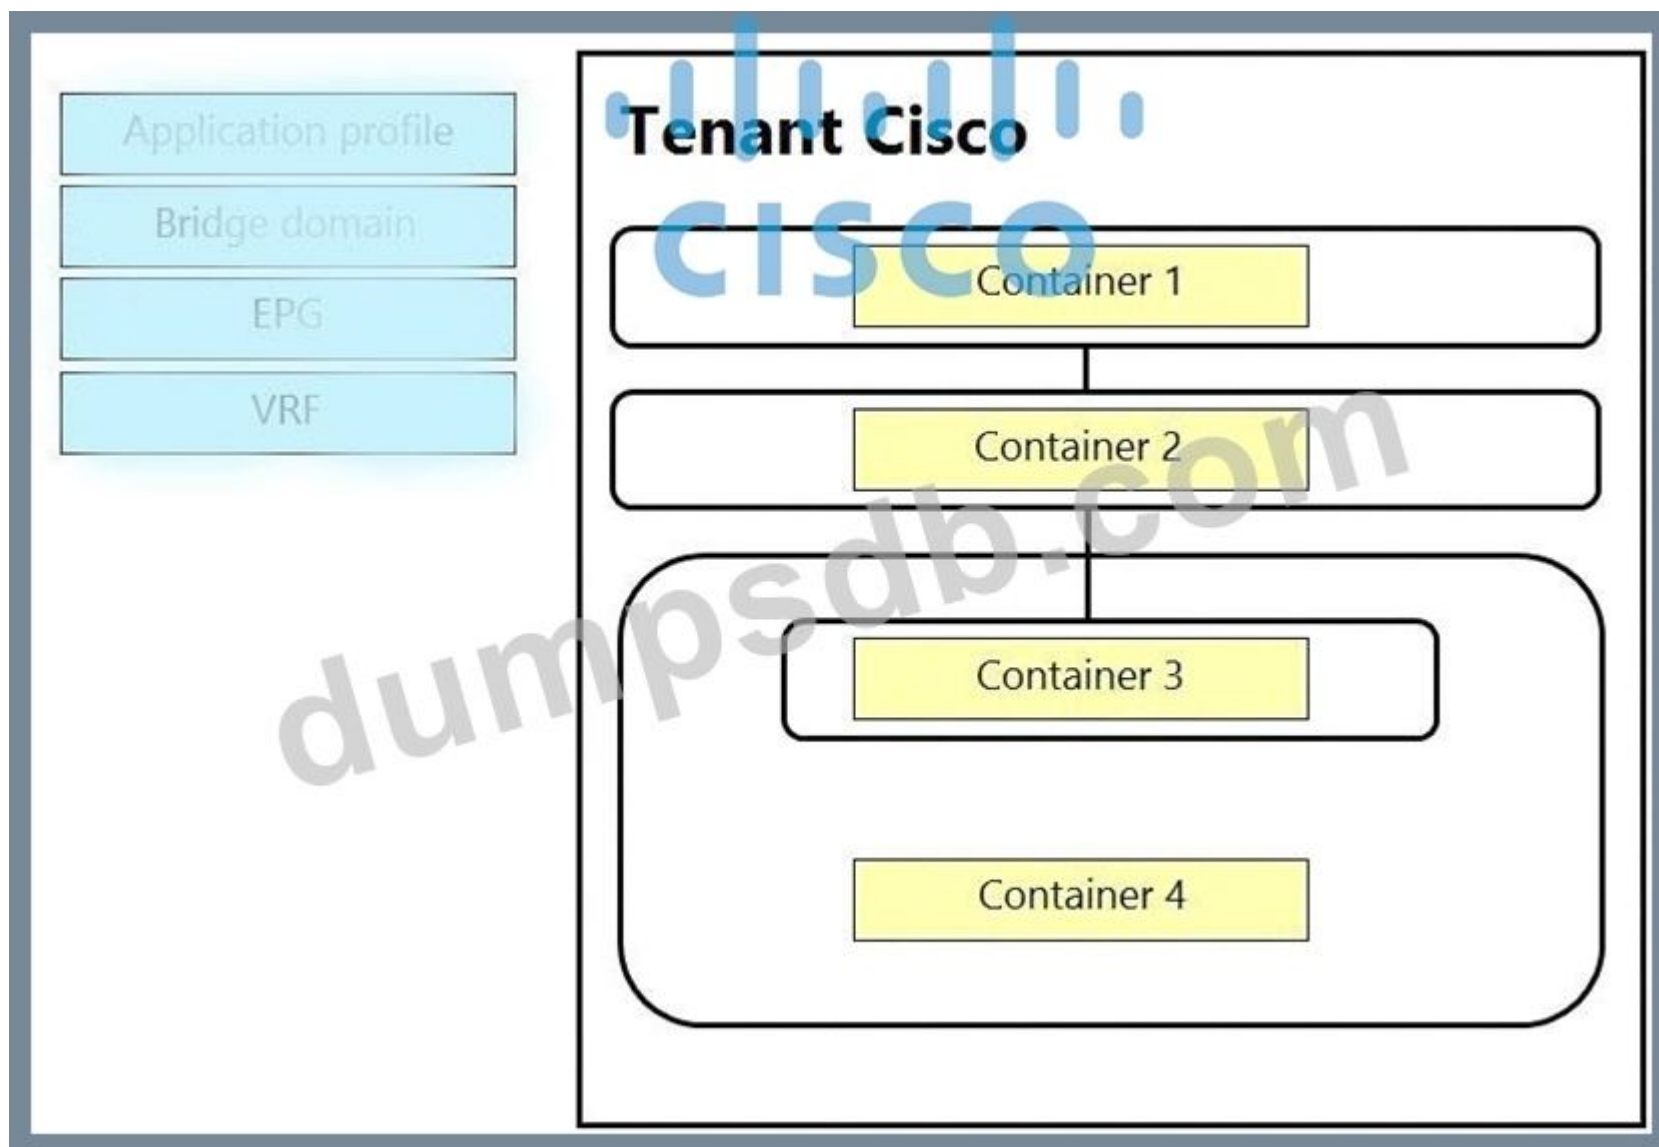 Application profile
Bridge domain
EPG
VRF
Tenant Cisco
CISCO
Container 1
Container 2
Container 3
Container 4
dumpsdb.com